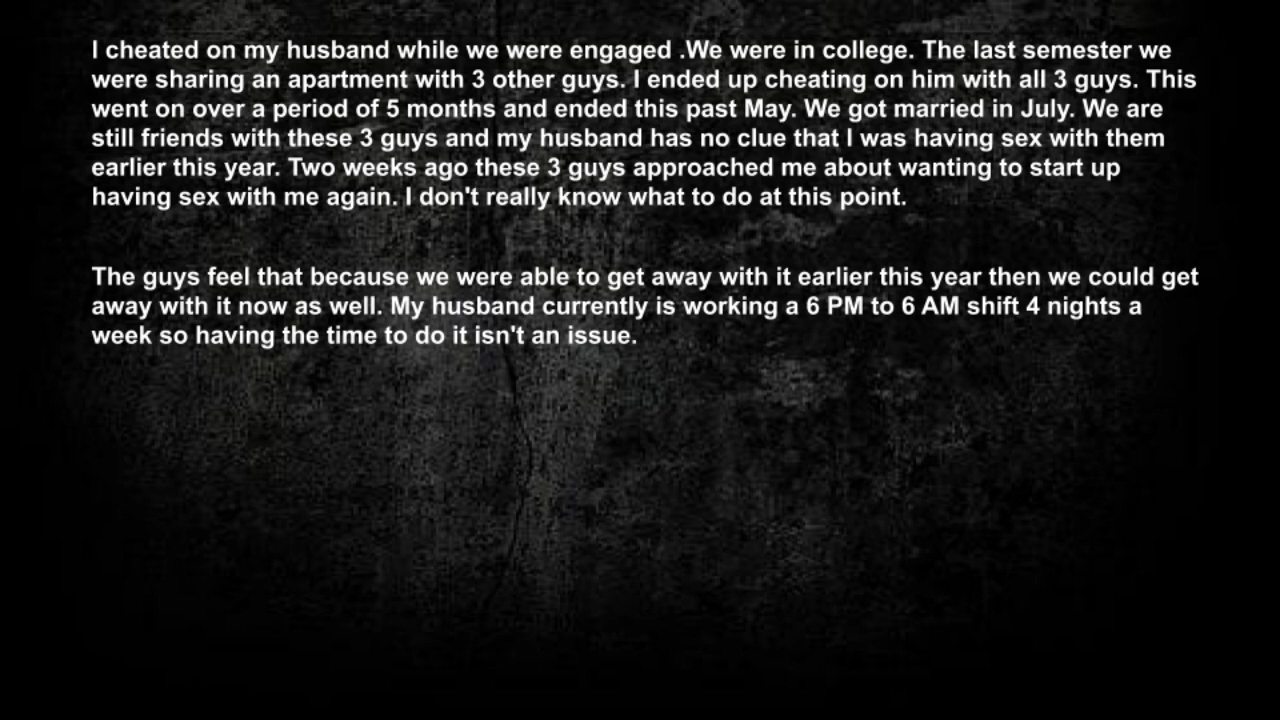 I cheated on my husband while we were engaged .We were in college. The last semester we
were sharing an apartment with 3 other guys. I ended up cheating on him with all 3 guys. This
went on over a period of 5 months and ended this past May. We got married in July. We are
still friends with these 3 guys and my husband has no clue that I was having sex with them
earlier this year. Two weeks ago these 3 guys approached me about wanting to start up
having sex with me again. I don't really know what to do at this point.
The guys feel that because we were able to get away with it earlier this year then we could get
away with it now as well. My husband currently is working a 6 PM to 6 AM shift 4 nights a
week so having the time to do it isn't an issue.